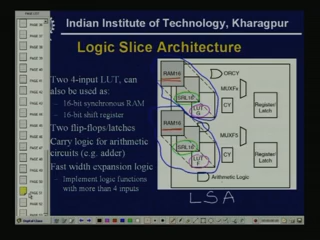 Indian Institute of Technology, Kharagpur
Logic Slice Architecture
Two 4-input LUT, can
also be used as:
16-bit synchronous RAM
16-bit shift register
Two flip-flops/latches
Carry logic for arithmetic
circuits (e.g. adder)
Fast width expansion logic
Implement logic functions
with more than 4 inputs
RAM16
SRL16
LUT
G
ORCY
MUXFx
CY
Register/
Latch
RAM16
SRL16
LUT
F
MUXF5
CY
Register/
Latch
Arithmetic Logic
LSA